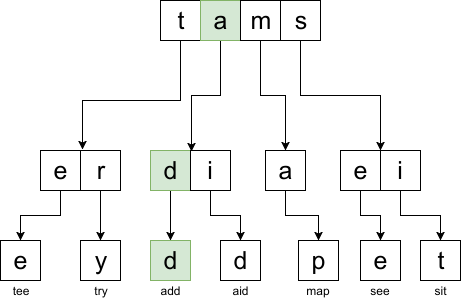 t a m s
e r d i a e i
e y d d p e t
tee try add aid map see sit